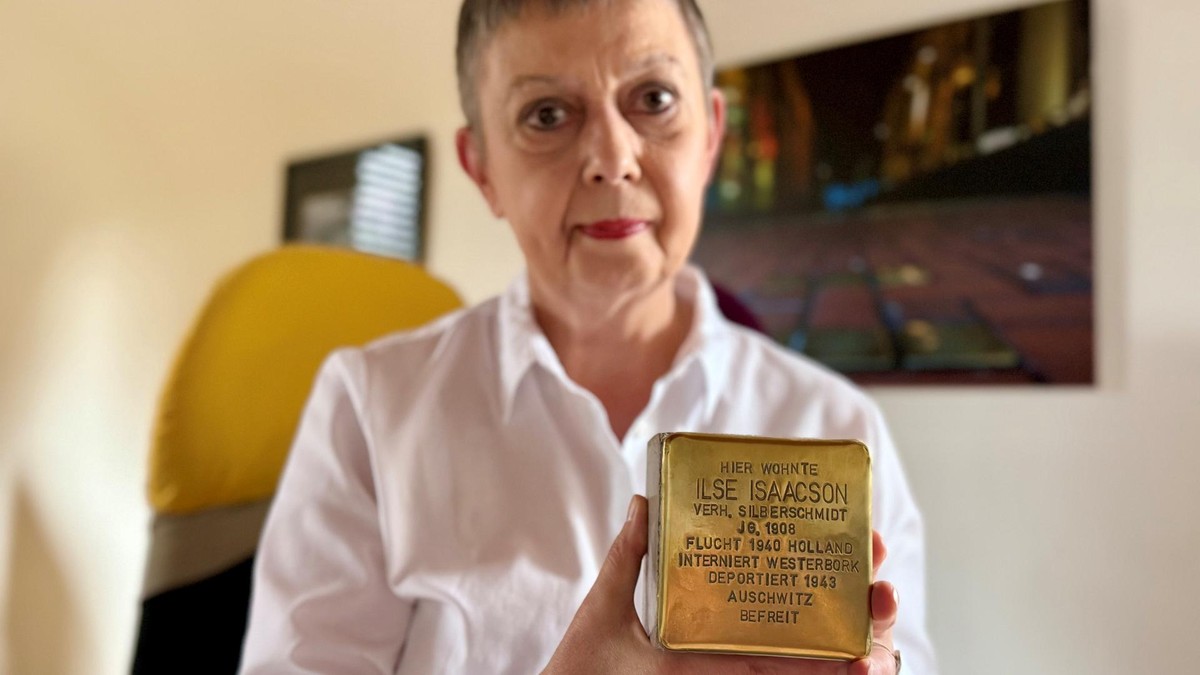 HIER WOHNTE
ILSE ISAACSON
VERH. SILBERSCHMIDT
JG. 1908
FLUCHT 1940 HOLLAND
INTERNIERT WESTERBORK
DEPORTIERT 1943
AUSCHWITZ
BEFREIT